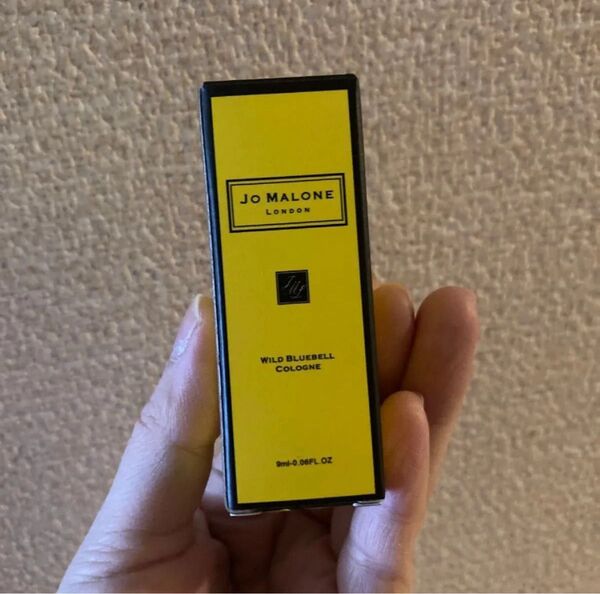 JO MALONE
LONDON
WILD BLUEBELL
COLOGNE
9ml-0.06FL.OZ